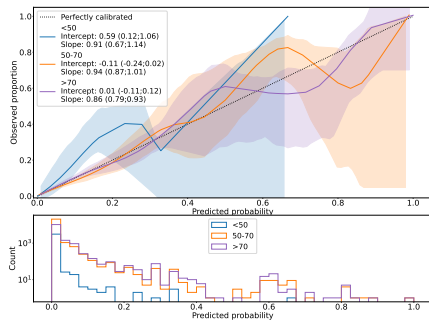 Perfectly calibrated
<50
Intercept: 0.59 (0.12;1.06)
Slope: 0.91 (0.67;1.14)
50-70
Intercept: -0.11 (-0.24;0.02)
Slope: 0.94 (0.87;1.01)
>70
Intercept: 0.01 (-0.11;0.12)
Slope: 0.86 (0.79;0.93)
Observed proportion
1.0
0.8
0.6
0.4
0.2
0.0
0.0 0.2 0.4 0.6 0.8 1.0
Predicted probability
<50
50-70
>70
Count
10³
10¹
0.0 0.2 0.4 0.6 0.8 1.0
Predicted probability